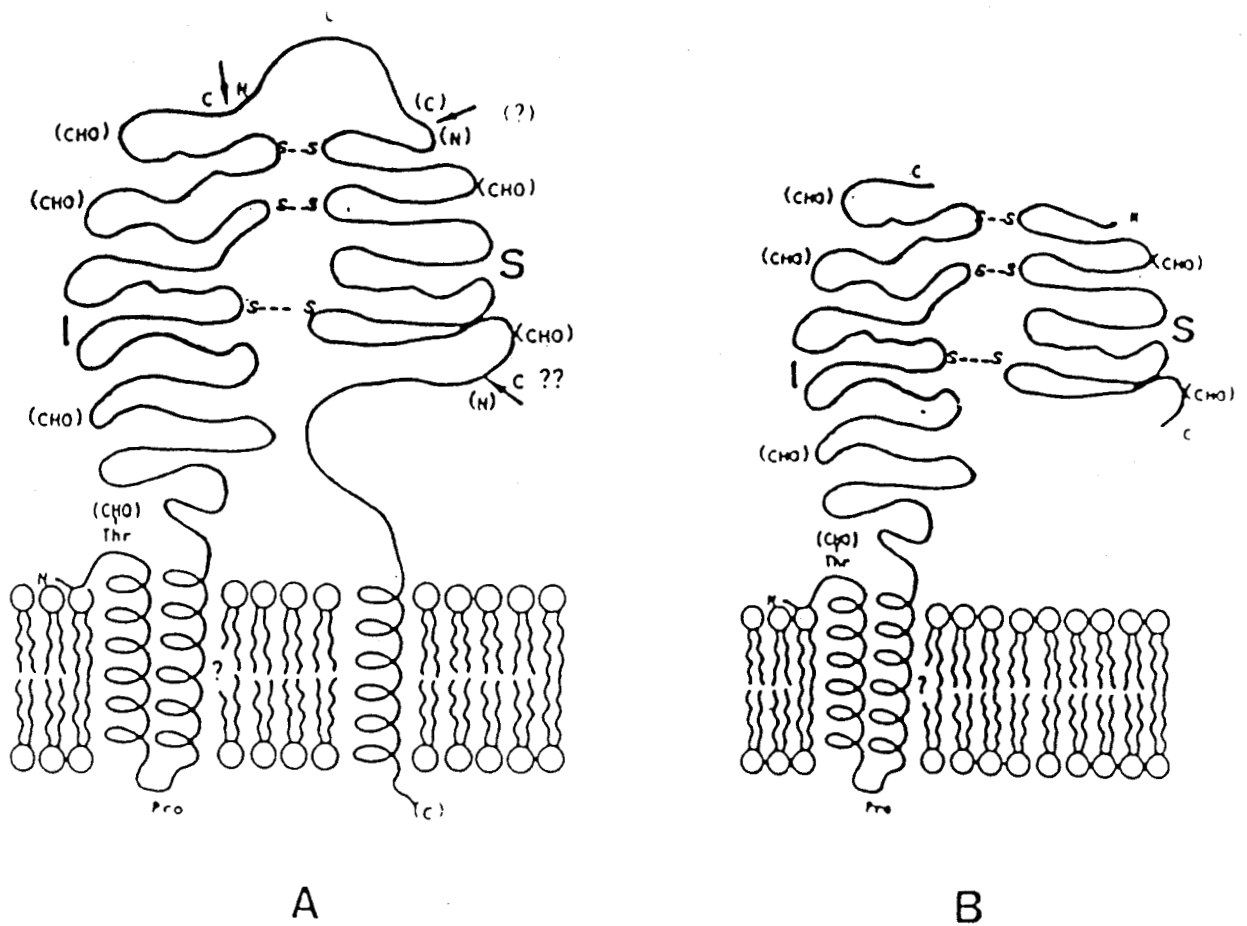 C
N
(CHO)
(C)
(?)
(N)
S--S
(CHO)
(CHO)
S--S
S
S---S
I
(CHO)
C ??
(N)
(CHO)
(CHO)
Thr
N
?
Pro
(C)
A
C
(CHO)
S--S
N
(CHO)
(CHO)
S--S
S
I
S---S
(CHO)
C
(CHO)
(CHO)
Thr
N
?
Pro
B